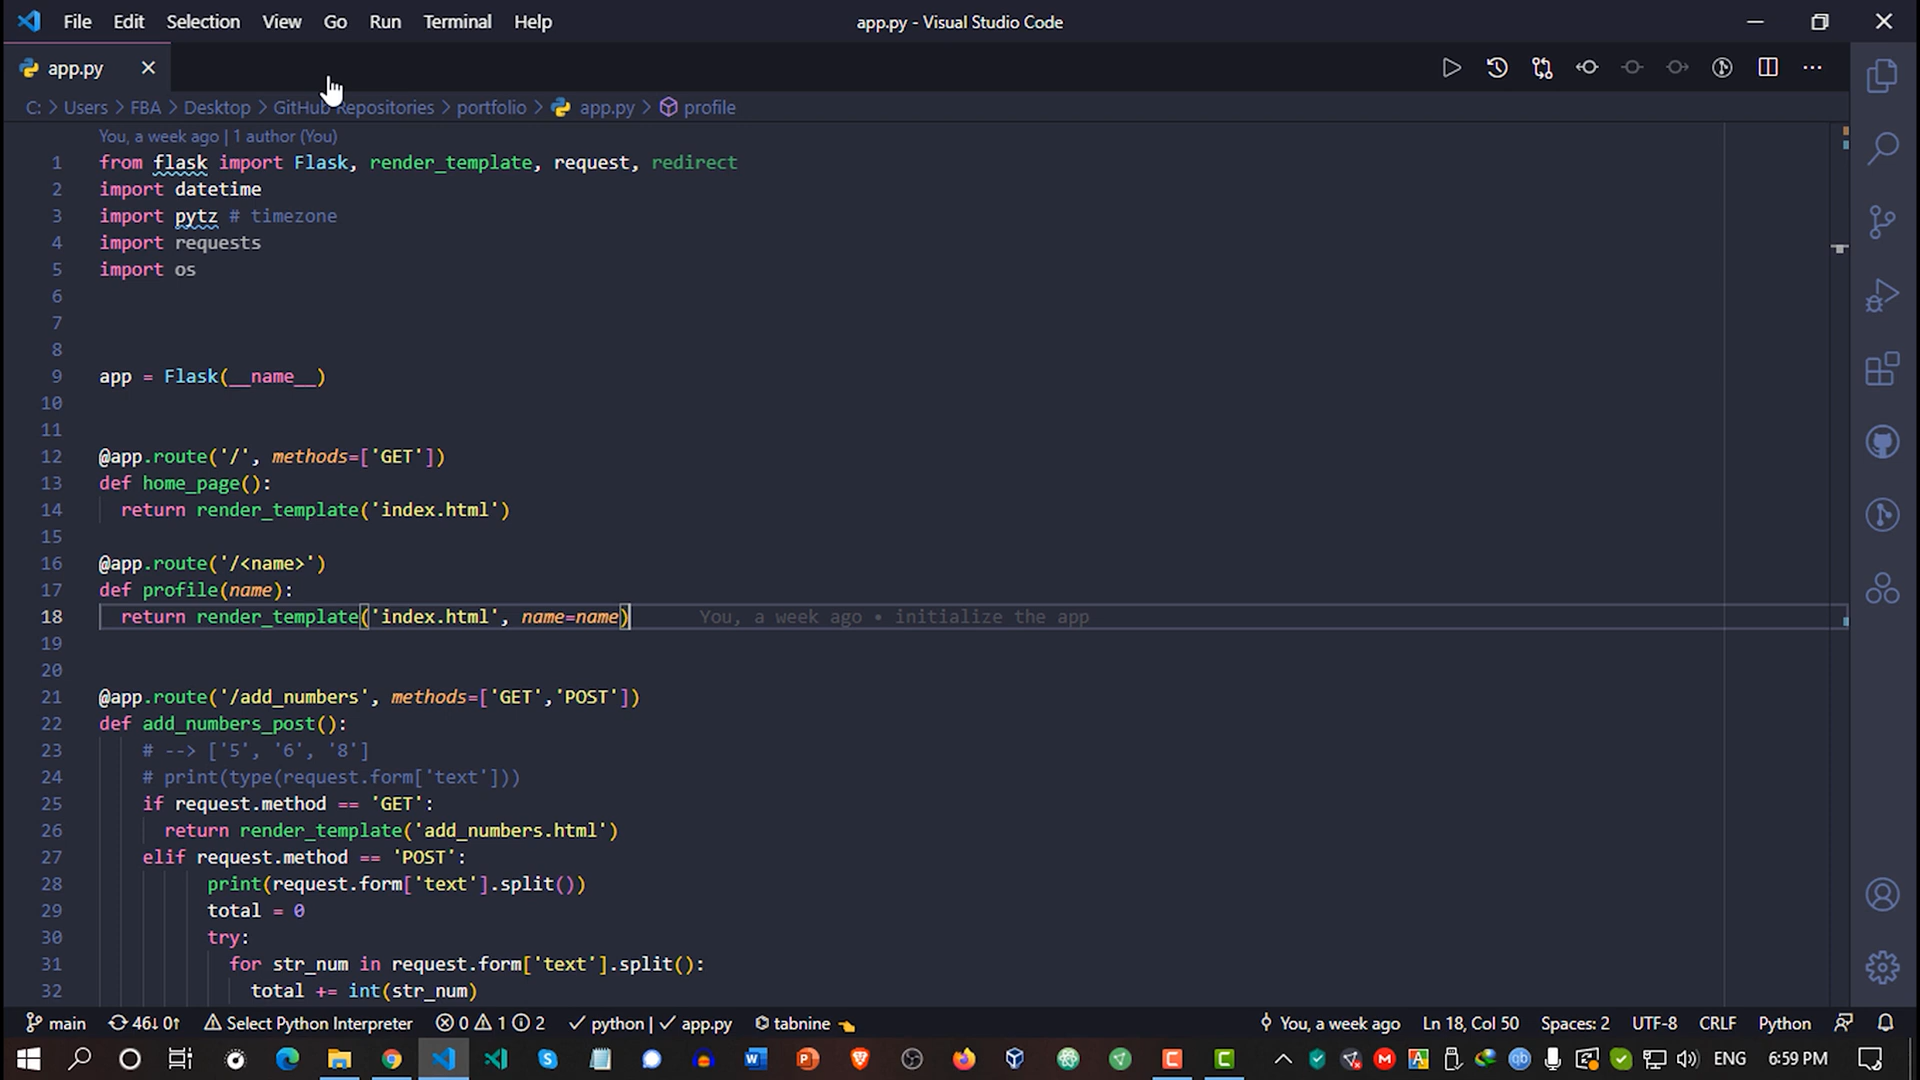 File Edit Selection View Go Run Terminal Help app.py - Visual Studio Code
app.py
C: > Users > FBA > Desktop > GitHub Repositories > portfolio > app.py > profile
You, a week ago | 1 author (You)
1 from flask import Flask, render_template, request, redirect
2 import datetime
3 import pytz # timezone
4 import requests
5 import os
6
7
8
9 app = Flask(__name__)
10
11
12 @app.route('/', methods=['GET'])
13 def home_page():
14 return render_template('index.html')
15
16 @app.route('/<name>')
17 def profile(name):
18 return render_template('index.html', name=name) You, a week ago • initialize the app
19
20
21 @app.route('/add_numbers', methods=['GET','POST'])
22 def add_numbers_post():
23 # --> ['5', '6', '8']
24 # print(type(request.form['text']))
25 if request.method == 'GET':
26 return render_template('add_numbers.html')
27 elif request.method == 'POST':
28 print(request.form['text'].split())
29 total = 0
30 try:
31 for str_num in request.form['text'].split():
32 total += int(str_num)
main 46↓ 0↑ Select Python Interpreter 0 1 2 ✓ python | ✓ app.py tabnine You, a week ago Ln 18, Col 50 Spaces: 2 UTF-8 CRLF Python
ENG 6:59 PM